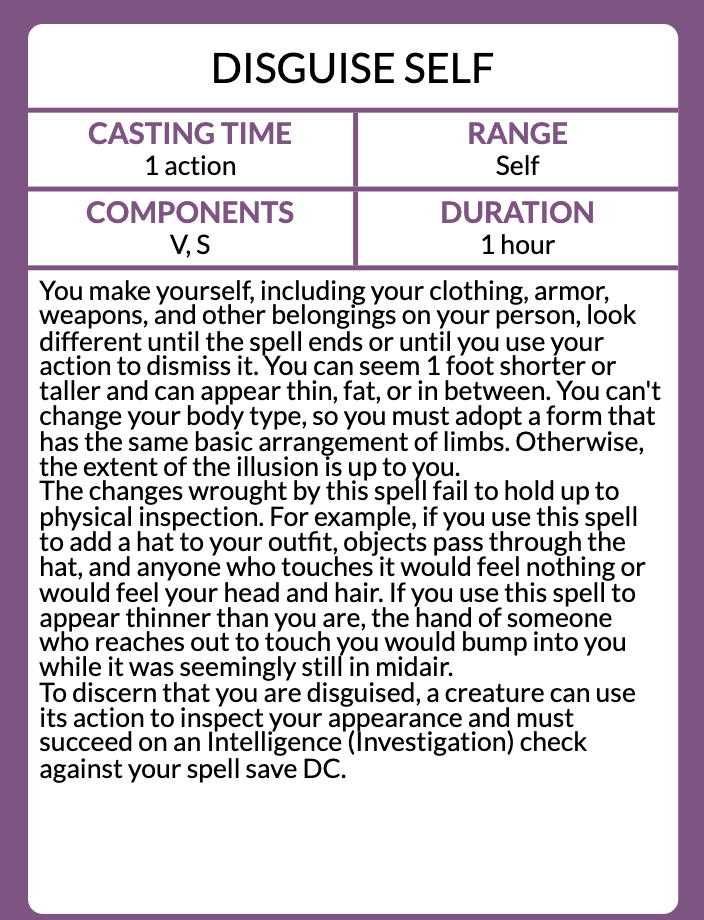 DISGUISE SELF
CASTING TIME
1 action
RANGE
Self
COMPONENTS
V, S
DURATION
1 hour
You make yourself, including your clothing, armor,
weapons, and other belongings on your person, look
different until the spell ends or until you use your
action to dismiss it. You can seem 1 foot shorter or
taller and can appear thin, fat, or in between. You can't
change your body type, so you must adopt a form that
has the same basic arrangement of limbs. Otherwise,
the extent of the illusion is up to you.
The changes wrought by this spell fail to hold up to
physical inspection. For example, if you use this spell
to add a hat to your outfit, objects pass through the
hat, and anyone who touches it would feel nothing or
would feel your head and hair. If you use this spell to
appear thinner than you are, the hand of someone
who reaches out to touch you would bump into you
while it was seemingly still in midair.
To discern that you are disguised, a creature can use
its action to inspect your appearance and must
succeed on an Intelligence (Investigation) check
against your spell save DC.